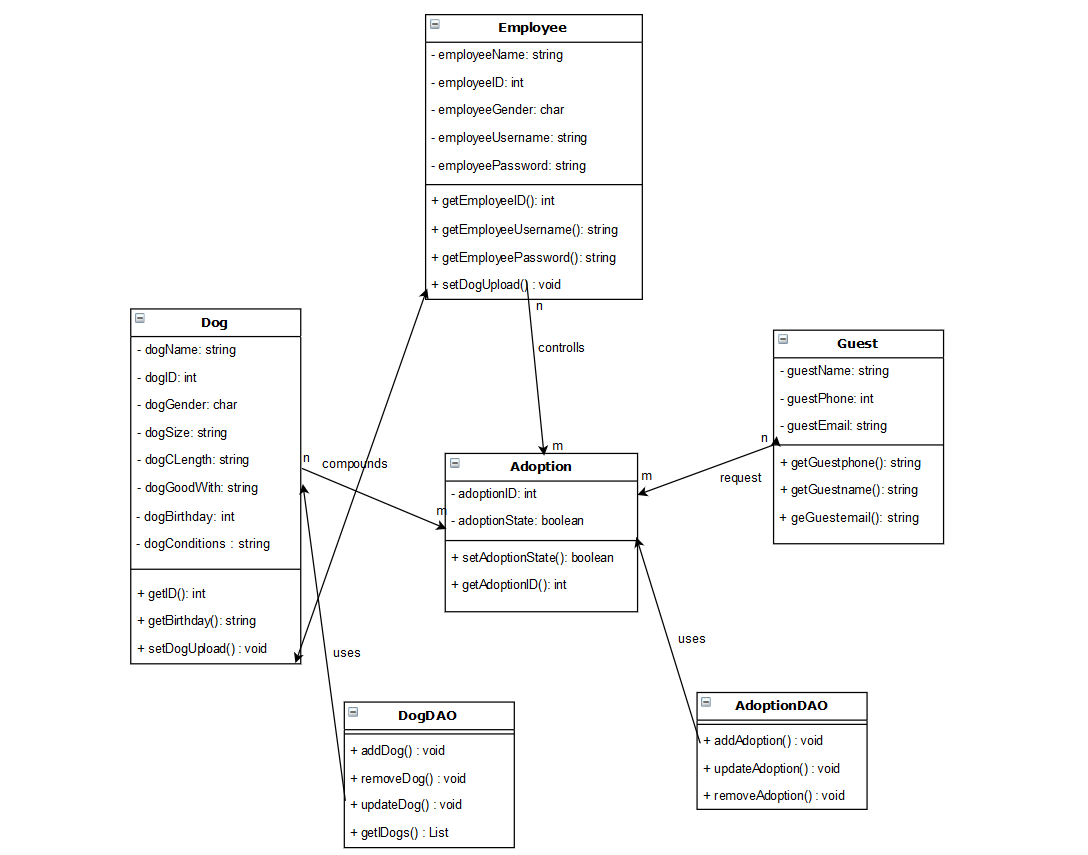 Employee
- employeeName: string
- employeeID: int
- employeeGender: char
- employeeUsername: string
- employeePassword: string
+ getEmployeeID(): int
+ getEmployeeUsername(): string
+ getEmployeePassword(): string
+ setDogUpload() : void
n
controlls
m
Dog
- dogName: string
- dogID: int
- dogGender: char
- dogSize: string
- dogCLength: string
- dogGoodWith: string
- dogBirthday: int
- dogConditions : string
+ getID(): int
+ getBirthday(): string
+ setDogUpload() : void
n
compounds
m
Adoption
- adoptionID: int
- adoptionState: boolean
+ setAdoptionState(): boolean
+ getAdoptionID(): int
Guest
- guestName: string
- guestPhone: int
- guestEmail: string
+ getGuestphone(): string
+ getGuestname(): string
+ geGuestemail(): string
n
m
request
uses
uses
DogDAO
+ addDog() : void
+ removeDog() : void
+ updateDog() : void
+ getlDogs() : List
AdoptionDAO
+ addAdoption() : void
+ updateAdoption() : void
+ removeAdoption() : void